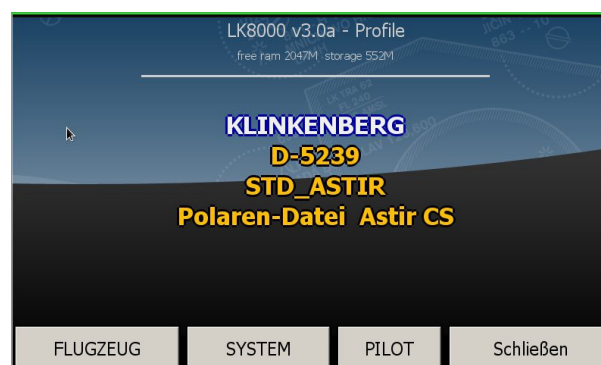 LK8000 v3.0a - Profile
free ram 2047M storage 552M
KLINKENBERG
D-5239
STD_ASTIR
Polaren-Datei Astir CS
FLUGZEUG SYSTEM PILOT Schließen